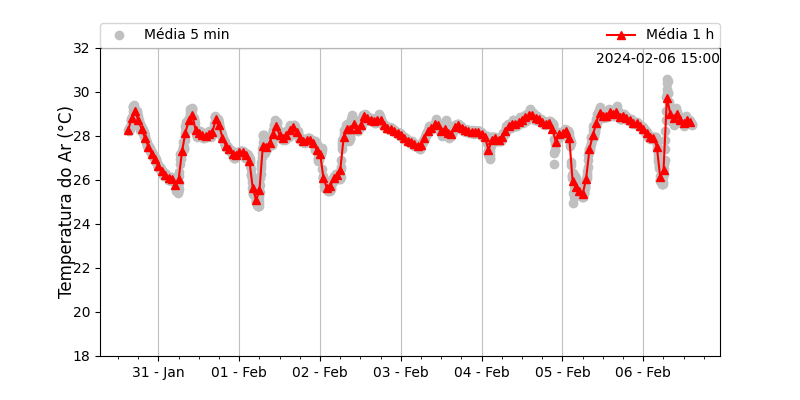 Média 5 min
Média 1 h
2024-02-06 15:00
Temperatura do Ar (°C)
32
30
28
26
24
22
20
18
31 - Jan
01 - Feb
02 - Feb
03 - Feb
04 - Feb
05 - Feb
06 - Feb